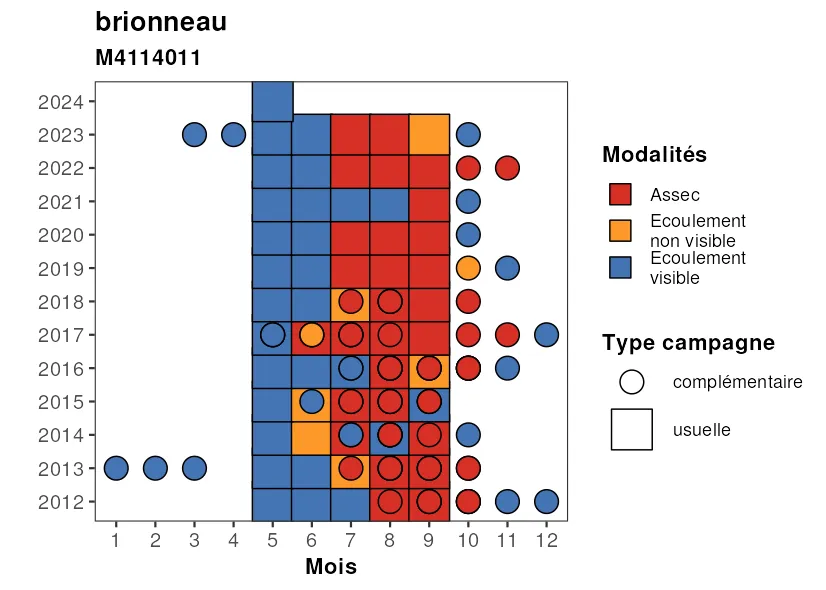 brionneau
M4114011
2024
2023
2022
2021
2020
2019
2018
2017
2016
2015
2014
2013
2012
1 2 3 4 5 6 7 8 9 10 11 12
Mois
Modalités
Assec
Ecoulement
non visible
Ecoulement
visible
Type campagne
complémentaire
usuelle